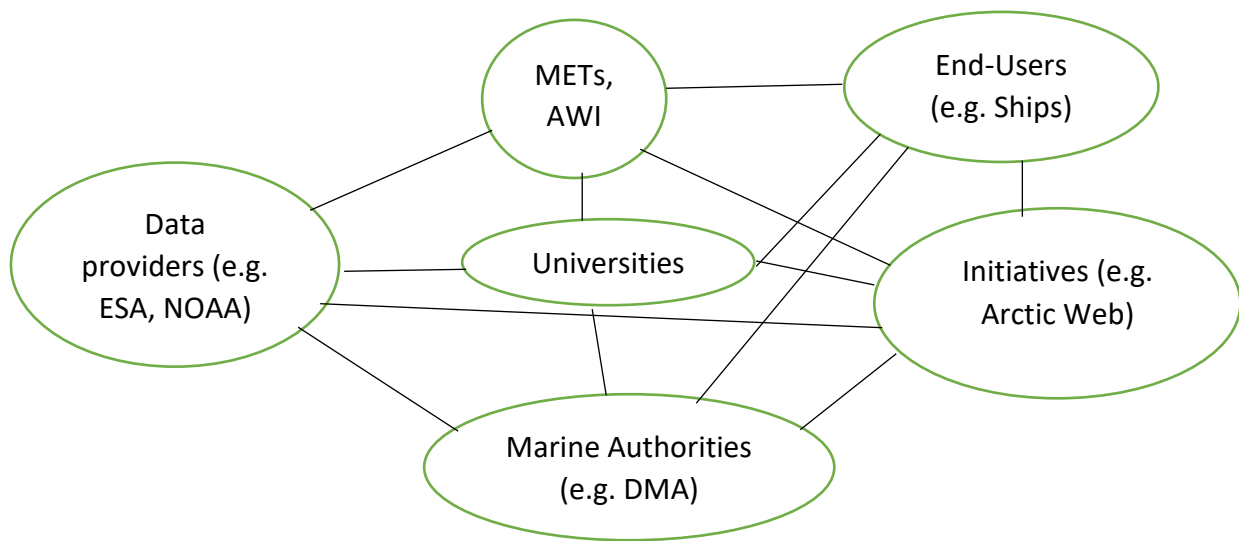 METs,
AWI
End-Users
(e.g. Ships)
Data
providers (e.g.
ESA, NOAA)
Universities
Initiatives (e.g.
Arctic Web)
Marine Authorities
(e.g. DMA)